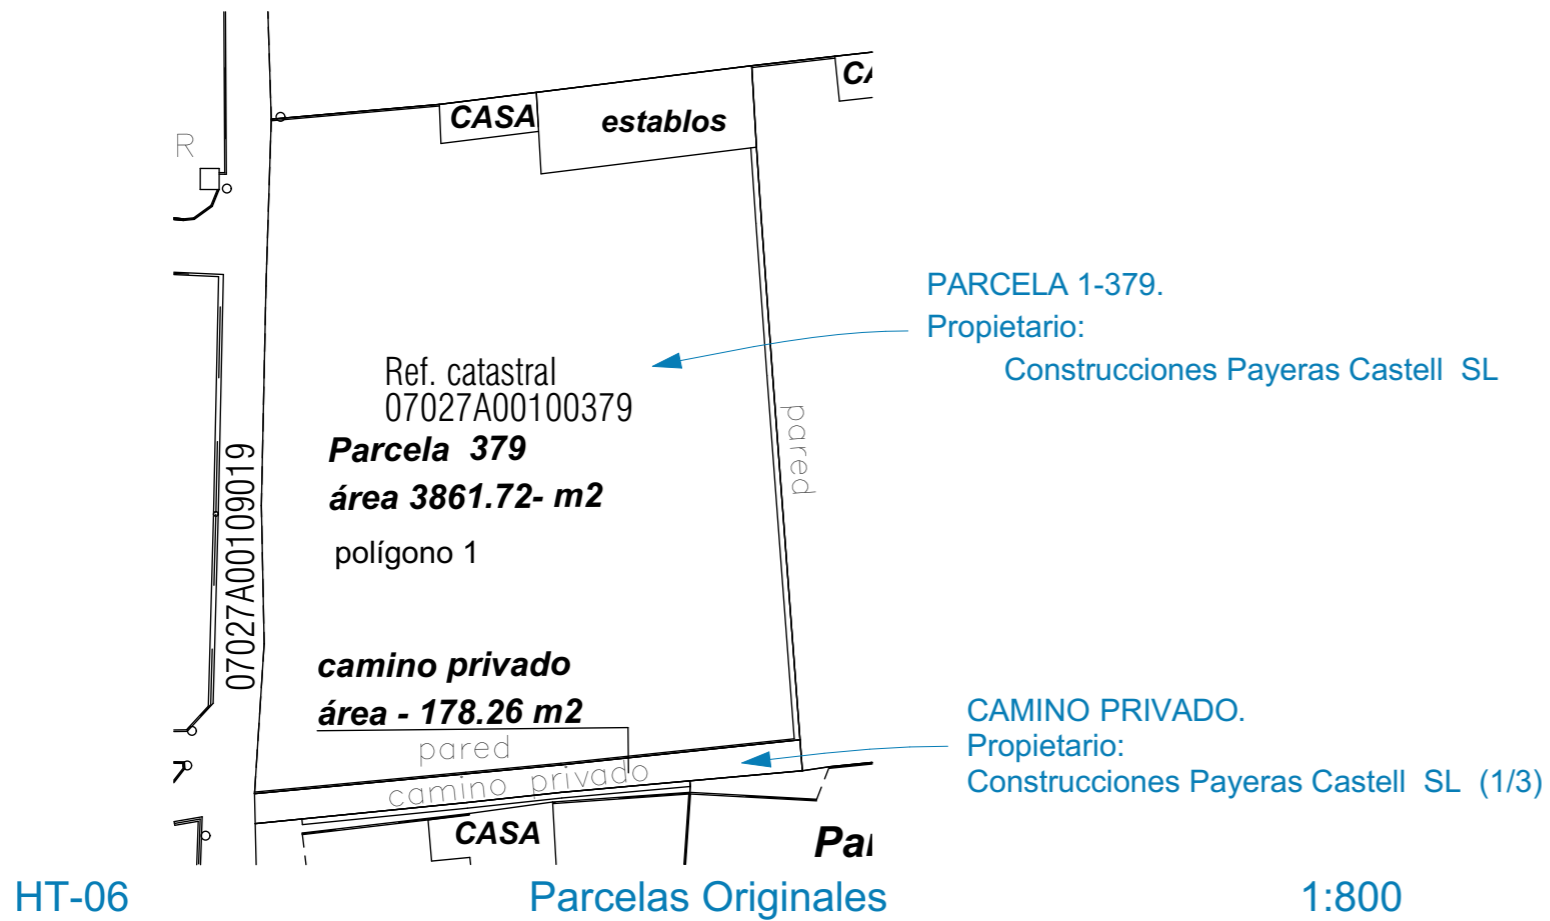 CASA
establos
R
PARCELA 1-379.
Propietario:
Construcciones Payeras Castell SL
Ref. catastral
07027A00100379
Parcela 379
área 3861.72- m2
polígono 1
pared
07027A00109019
camino privado
área - 178.26 m2
pared
camino privado
CAMINO PRIVADO.
Propietario:
Construcciones Payeras Castell SL (1/3)
CASA
HT-06
Parcelas Originales
1:800